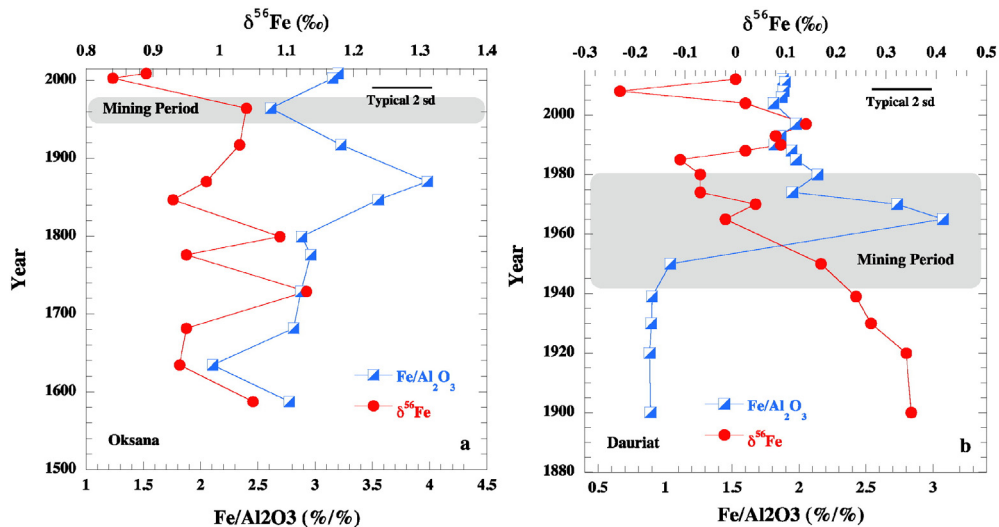 δ⁵⁶Fe (‰)
0.8 0.9 1 1.1 1.2 1.3 1.4
2000
1900
1800
1700
1600
1500
Year
Typical 2 sd
Mining Period
Fe/Al₂O₃
δ⁵⁶Fe
Oksana
a
1 1.5 2 2.5 3 3.5 4 4.5
Fe/Al2O3 (%/%)
δ⁵⁶Fe (‰)
-0.3 -0.2 -0.1 0 0.1 0.2 0.3 0.4 0.5
2000
1980
1960
1940
1920
1900
1880
Year
Typical 2 sd
Mining Period
Fe/Al₂O₃
δ⁵⁶Fe
Dauriat
b
0.5 1 1.5 2 2.5 3 3.5
Fe/Al2O3 (%/%)